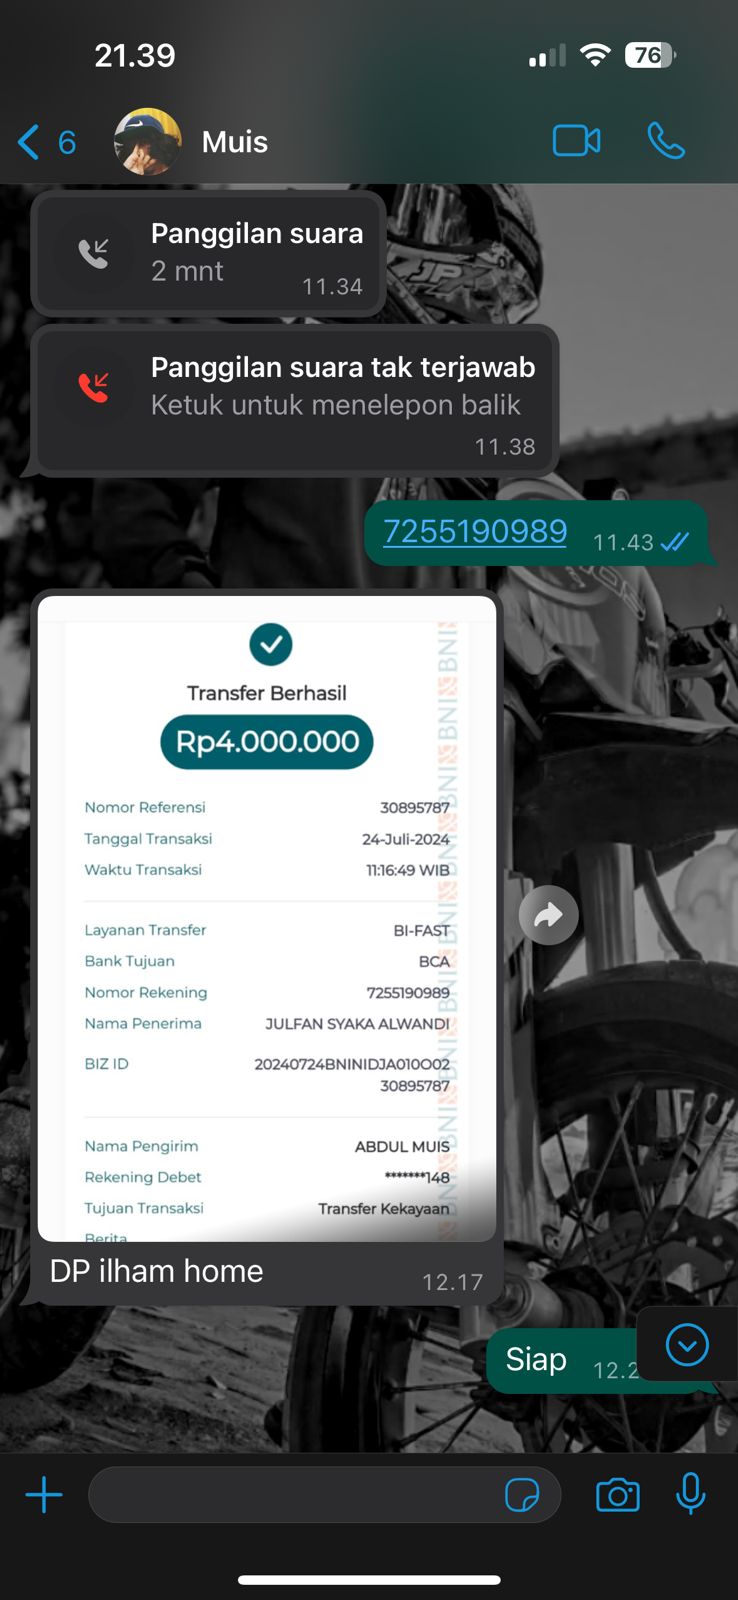 21.39
76
6
Muis
Panggilan suara
2 mnt
11.34
Panggilan suara tak terjawab
Ketuk untuk menelepon balik
11.38
7255190989 11.43
Transfer Berhasil
Rp4.000.000
Nomor Referensi 30895787
Tanggal Transaksi 24-Juli-2024
Waktu Transaksi 11:16:49 WIB
Layanan Transfer BI-FAST
Bank Tujuan BCA
Nomor Rekening 7255190989
Nama Penerima JULFAN SYAKA ALWANDI
BIZ ID 20240724BNINIDJA010O02
30895787
Nama Pengirim ABDUL MUIS
Rekening Debet *******148
Tujuan Transaksi Transfer Kekayaan
Berita
BNI BNI BNI BNI BNI BNI BNI
DP ilham home
12.17
Siap 12.2